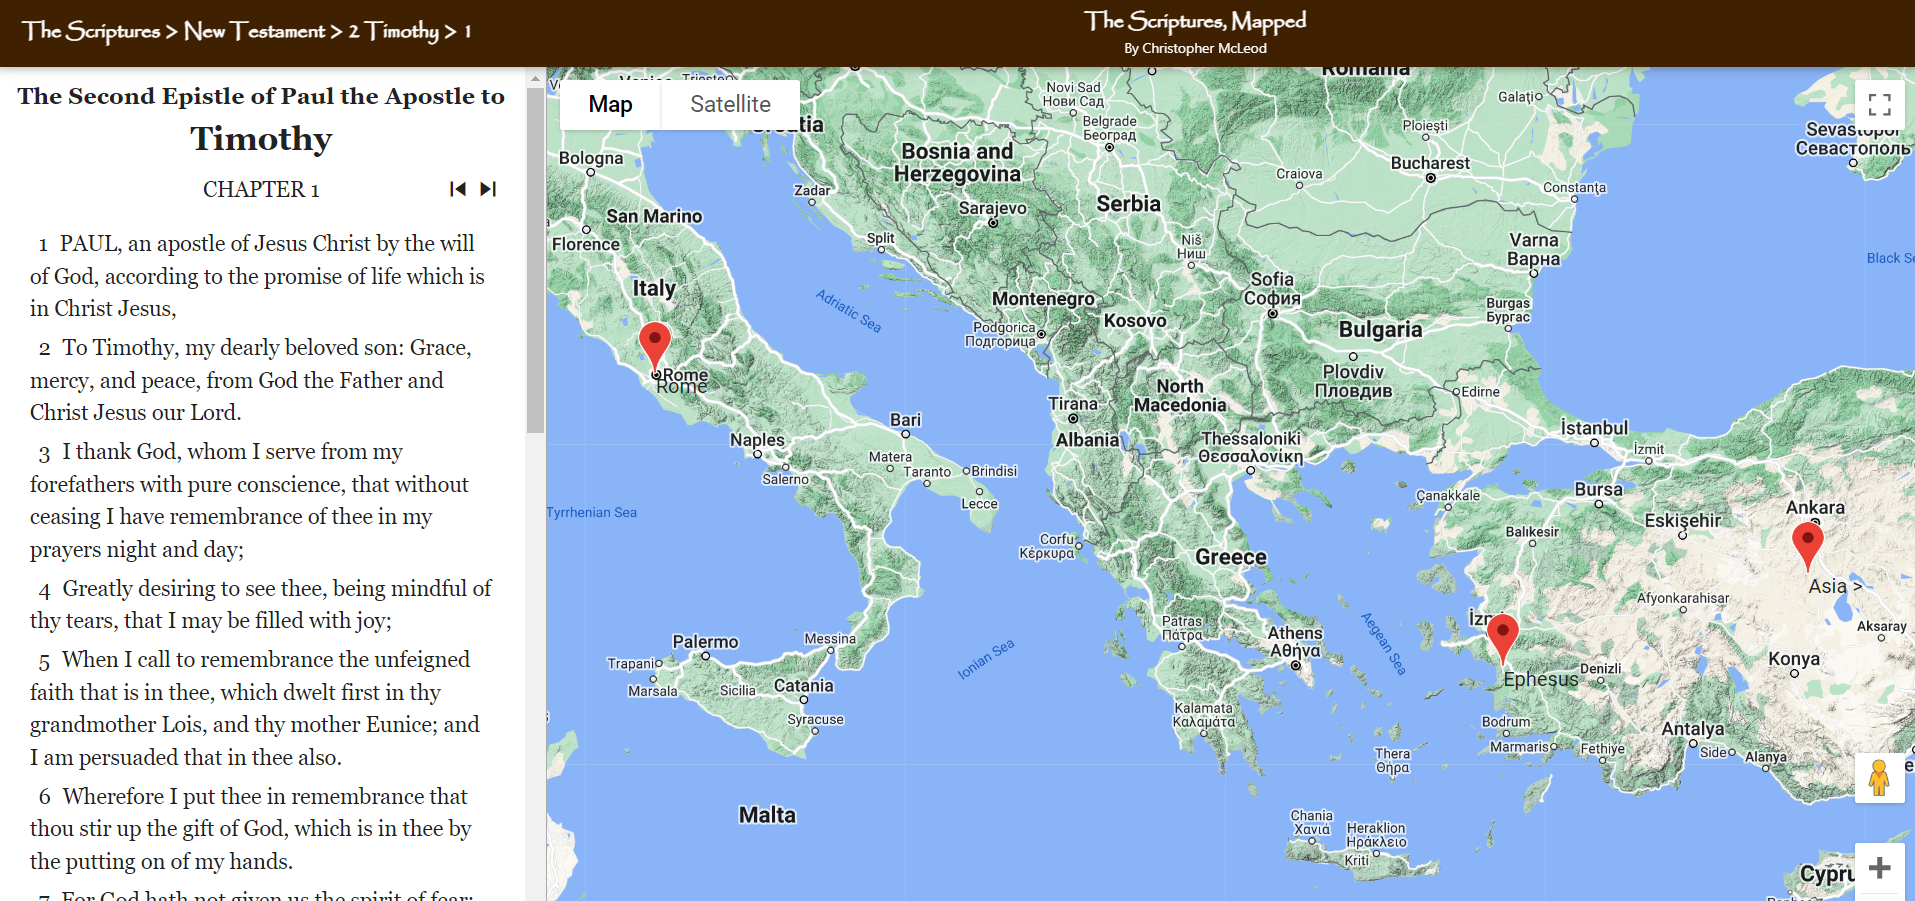 The Scriptures > New Testament > 2 Timothy > 1
The Scriptures, Mapped
By Christopher McLeod
The Second Epistle of Paul the Apostle to
Timothy
CHAPTER 1
1 PAUL, an apostle of Jesus Christ by the will
of God, according to the promise of life which is
in Christ Jesus,
2 To Timothy, my dearly beloved son: Grace,
mercy, and peace, from God the Father and
Christ Jesus our Lord.
3 I thank God, whom I serve from my
forefathers with pure conscience, that without
ceasing I have remembrance of thee in my
prayers night and day;
4 Greatly desiring to see thee, being mindful of
thy tears, that I may be filled with joy;
5 When I call to remembrance the unfeigned
faith that is in thee, which dwelt first in thy
grandmother Lois, and thy mother Eunice; and
I am persuaded that in thee also.
6 Wherefore I put thee in remembrance that
thou stir up the gift of God, which is in thee by
the putting on of my hands.
7 For God hath not given us the spirit of fear;
Map
Satellite
Romania
Novi Sad
Нови Сад
Galați
Belgrade
Београд
Ploiești
Sevastopol
Севастополь
Bologna
Bosnia and
Herzegovina
Bucharest
Craiova
Constanța
Zadar
San Marino
Sarajevo
Serbia
Florence
Split
Niš
Ниш
Varna
Варна
Black Se
Italy
Adriatic Sea
Montenegro
Sofia
София
Burgas
Бургас
Podgorica
Подгорица
Kosovo
Bulgaria
Rome
Rome
North
Macedonia
Plovdiv
Пловдив
Edirne
Tirana
Bari
Albania
Thessaloniki
Θεσσαλονίκη
İstanbul
İzmit
Naples
Matera
Taranto
Brindisi
Salerno
Lecce
Çanakkale
Bursa
Tyrrhenian Sea
Ankara
Eskişehir
Balıkesir
Corfu
Κέρκυρα
Greece
Asia >
Afyonkarahisar
Patras
Πάτρα
Athens
Αθήνα
Aegean Sea
Aksaray
Palermo
Messina
Ionian Sea
Trapani
Marsala
Sicilia
Catania
Ephesus
Denizli
Konya
Syracuse
Kalamata
Καλαμάτα
Bodrum
Marmaris
Fethiye
Antalya
Side
Alanya
Thera
Θήρα
Malta
Chania
Χανιά
Heraklion
Ηράκλειο
Kriti
Cypru